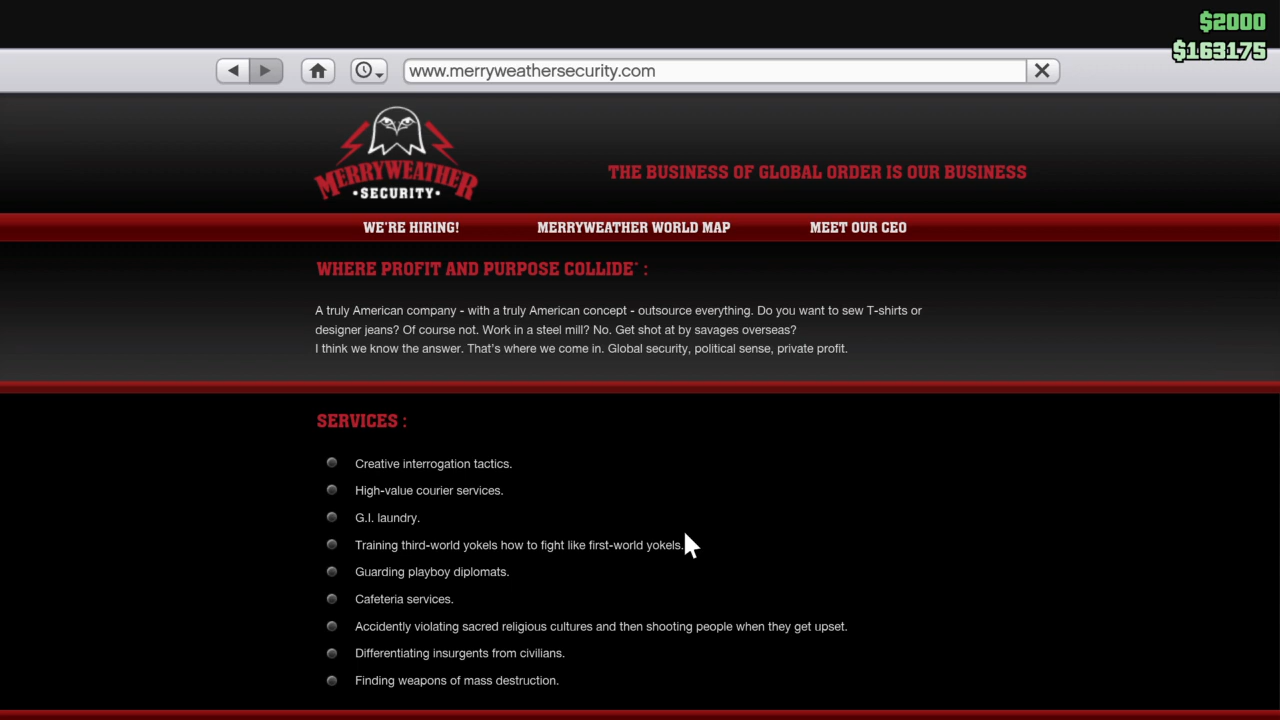 $2000
$163175
www.merryweathersecurity.com
MERRYWEATHER
·SECURITY·
THE BUSINESS OF GLOBAL ORDER IS OUR BUSINESS
WE'RE HIRING!
MERRYWEATHER WORLD MAP
MEET OUR CEO
WHERE PROFIT AND PURPOSE COLLIDE* :
A truly American company - with a truly American concept - outsource everything. Do you want to sew T-shirts or
designer jeans? Of course not. Work in a steel mill? No. Get shot at by savages overseas?
I think we know the answer. That's where we come in. Global security, political sense, private profit.
SERVICES :
Creative interrogation tactics.
High-value courier services.
G.I. laundry.
Training third-world yokels how to fight like first-world yokels.
Guarding playboy diplomats.
Cafeteria services.
Accidently violating sacred religious cultures and then shooting people when they get upset.
Differentiating insurgents from civilians.
Finding weapons of mass destruction.